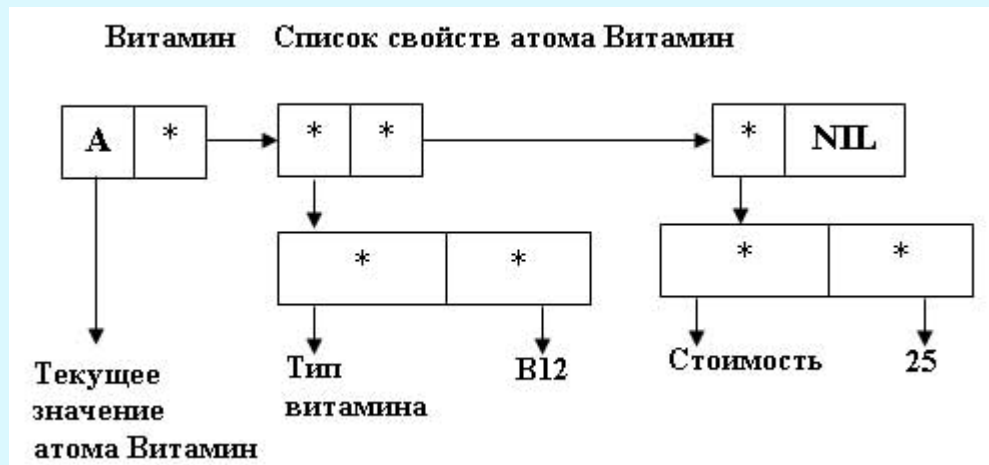 Витамин Список свойств атома Витамин
A * * * * NIL
* * * *
Текущее значение атома Витамин
Тип витамина
B12
Стоимость
25